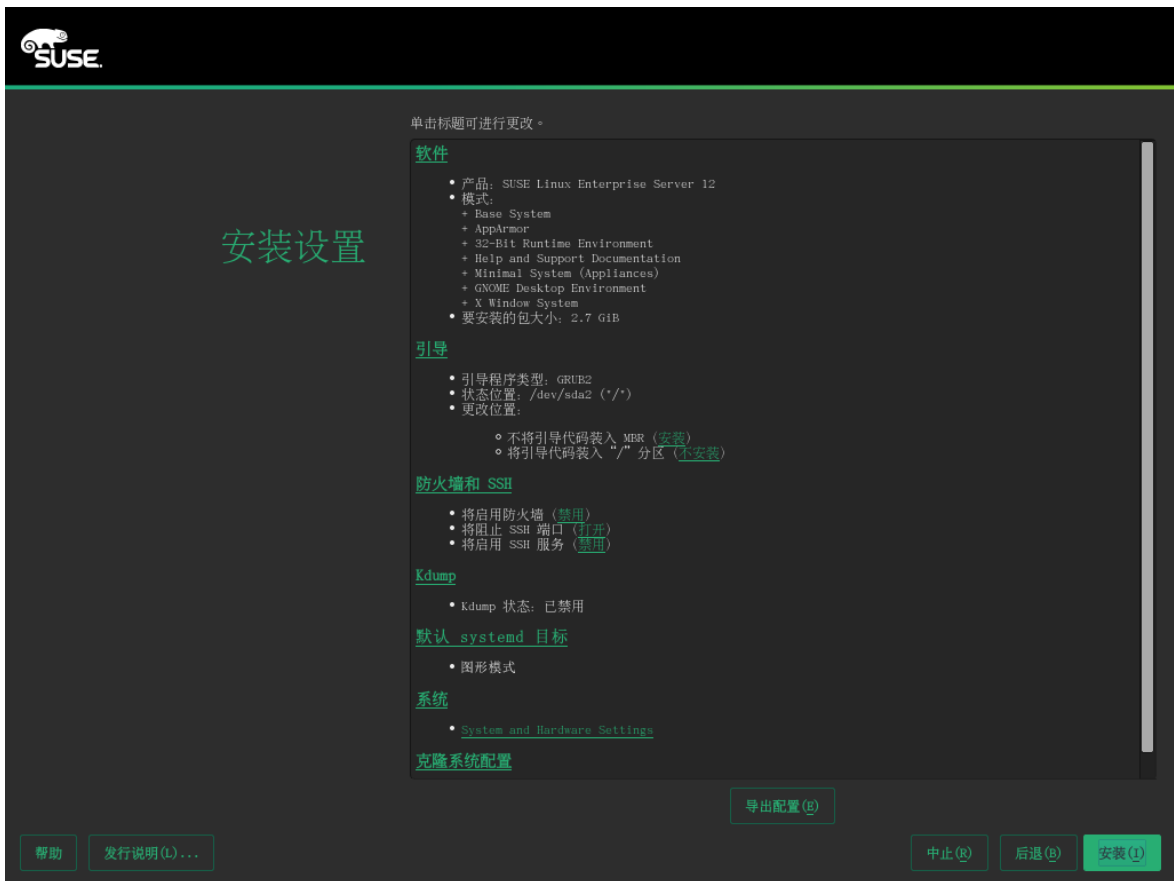 SUSE.
单击标题可进行更改。
安装设置
软件
• 产品: SUSE Linux Enterprise Server 12
• 模式:
+ Base System
+ AppArmor
+ 32-Bit Runtime Environment
+ Help and Support Documentation
+ Minimal System (Appliances)
+ GNOME Desktop Environment
+ X Window System
• 要安装的包大小: 2.7 GiB
引导
• 引导程序类型: GRUB2
• 状态位置: /dev/sda2 ("/")
• 更改位置:
不将引导代码装入 MBR (安装)
将引导代码装入 “/” 分区 (不安装)
防火墙和 SSH
• 将启用防火墙 (禁用)
• 将阻止 SSH 端口 (打开)
• 将启用 SSH 服务 (禁用)
Kdump
• Kdump 状态: 已禁用
默认 systemd 目标
• 图形模式
系统
• System and Hardware Settings
克隆系统配置
导出配置(E)
帮助 发行说明(L)... 中止(R) 后退(B) 安装(I)